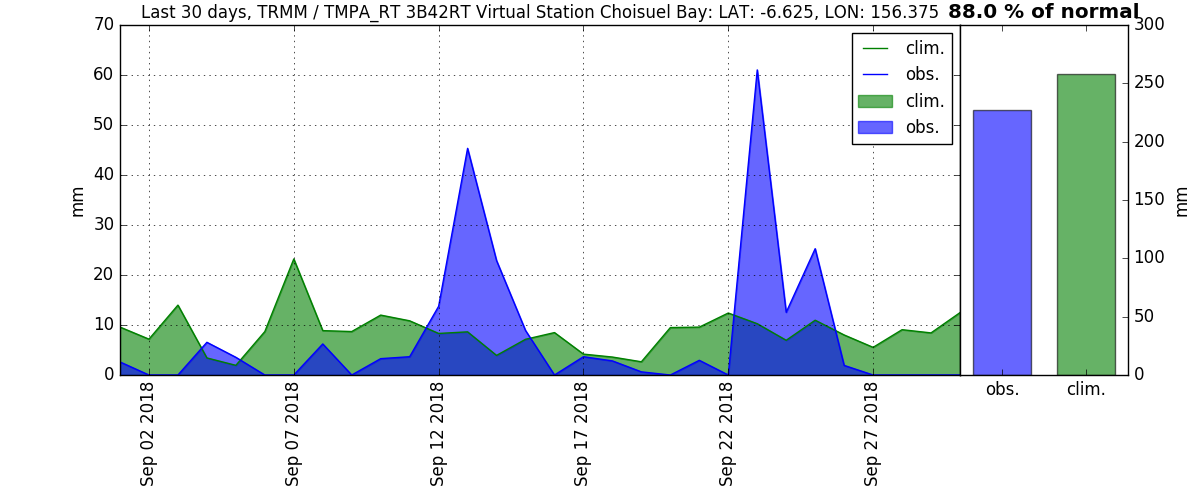 Last 30 days, TRMM / TMPA_RT 3B42RT Virtual Station Choisuel Bay: LAT: -6.625, LON: 156.375
88.0 % of normal
70
60
50
40
30
20
10
0
mm
clim.
obs.
clim.
obs.
Sep 02 2018
Sep 07 2018
Sep 12 2018
Sep 17 2018
Sep 22 2018
Sep 27 2018
300
250
200
150
100
50
0
mm
obs. clim.